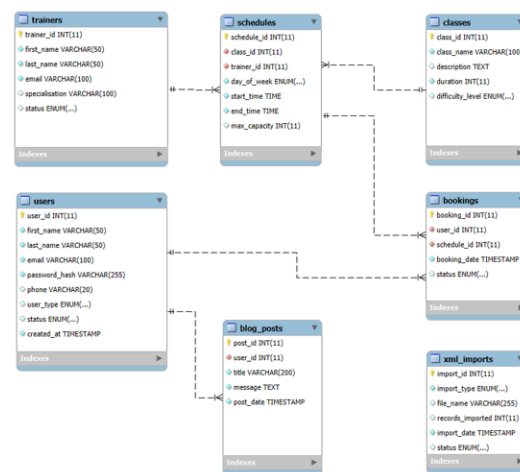 trainers
trainer_id INT(11)
first_name VARCHAR(50)
last_name VARCHAR(50)
email VARCHAR(100)
specialisation VARCHAR(100)
status ENUM(...)
Indexes
schedules
schedule_id INT(11)
class_id INT(11)
trainer_id INT(11)
day_of_week ENUM(...)
start_time TIME
end_time TIME
max_capacity INT(11)
Indexes
classes
class_id INT(11)
class_name VARCHAR(100
description TEXT
duration INT(11)
difficulty_level ENUM(...)
Indexes
users
user_id INT(11)
first_name VARCHAR(50)
last_name VARCHAR(50)
email VARCHAR(100)
password_hash VARCHAR(255)
phone VARCHAR(20)
user_type ENUM(...)
status ENUM(...)
created_at TIMESTAMP
Indexes
bookings
booking_id INT(11)
user_id INT(11)
schedule_id INT(11)
booking_date TIMESTAMP
status ENUM(...)
Indexes
blog_posts
post_id INT(11)
user_id INT(11)
title VARCHAR(200)
message TEXT
post_date TIMESTAMP
Indexes
xml_imports
import_id INT(11)
import_type ENUM(...)
file_name VARCHAR(255)
records_imported INT(11)
import_date TIMESTAMP
status ENUM(...)
Indexes